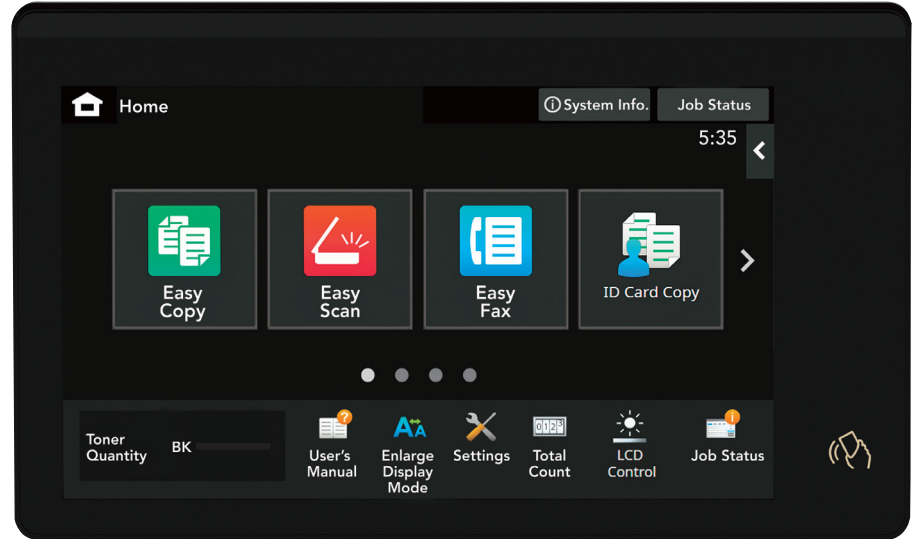 Home
System Info.
Job Status
5:35
Easy
Copy
Easy
Scan
Easy
Fax
ID Card Copy
Toner
Quantity
BK
User's
Manual
Enlarge
Display
Mode
Settings
0123
Total
Count
LCD
Control
Job Status